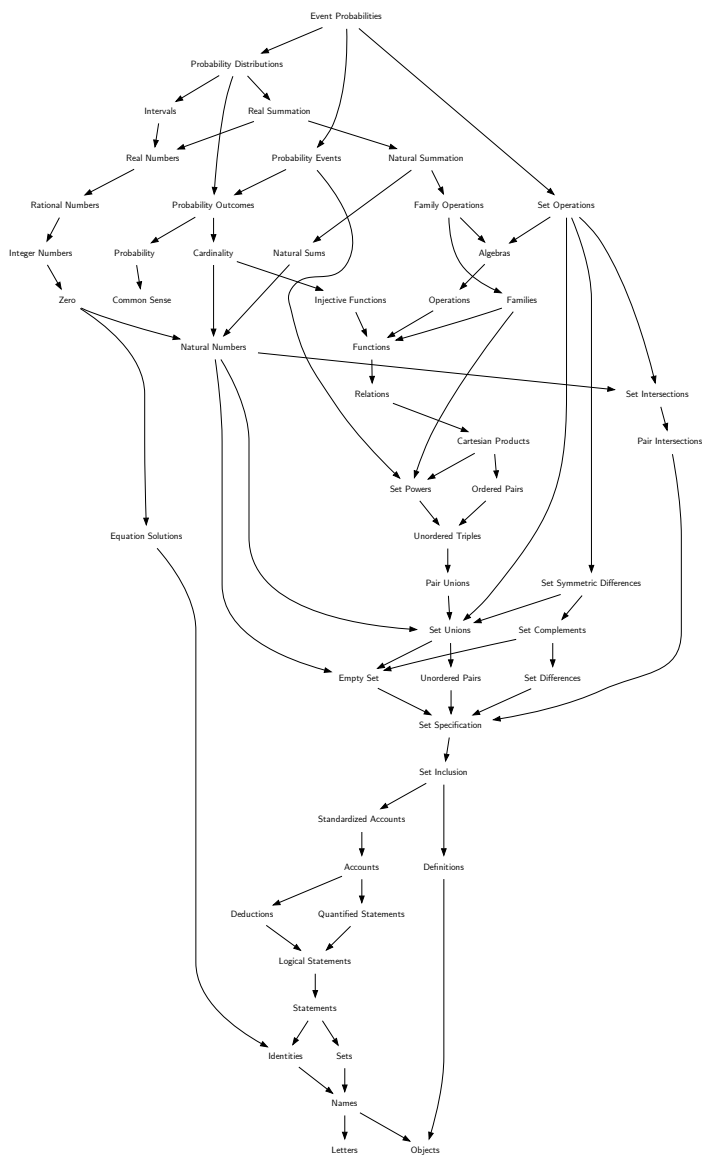 Event Probabilities
Probability Distributions
Intervals
Real Summation
Real Numbers
Probability Events
Natural Summation
Rational Numbers
Probability Outcomes
Family Operations
Set Operations
Integer Numbers
Probability
Cardinality
Natural Sums
Algebras
Zero
Common Sense
Injective Functions
Operations
Families
Natural Numbers
Functions
Relations
Set Intersections
Cartesian Products
Pair Intersections
Set Powers
Ordered Pairs
Equation Solutions
Unordered Triples
Pair Unions
Set Symmetric Differences
Set Unions
Set Complements
Empty Set
Unordered Pairs
Set Differences
Set Specification
Set Inclusion
Standardized Accounts
Accounts
Definitions
Deductions
Quantified Statements
Logical Statements
Statements
Identities
Sets
Names
Letters
Objects